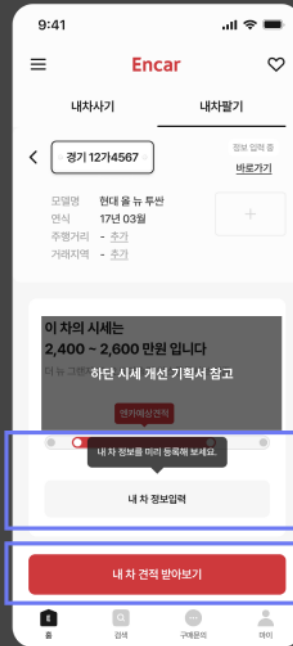 9:41
Encar
내차사기 내차팔기
경기 12가4567
정보 입력 중
바로가기
모델명 현대 올 뉴 투싼
연식 17년 03월
주행거리 - 추가
거래지역 - 추가
이 차의 시세는
2,400 ~ 2,600 만원 입니다
더 뉴 그랜
하단 시세 개선 기획서 참고
엔카예상견적
내 차 정보를 미리 등록해 보세요.
내 차 정보입력
내 차 견적 받아보기
홈 검색 구매문의 마이